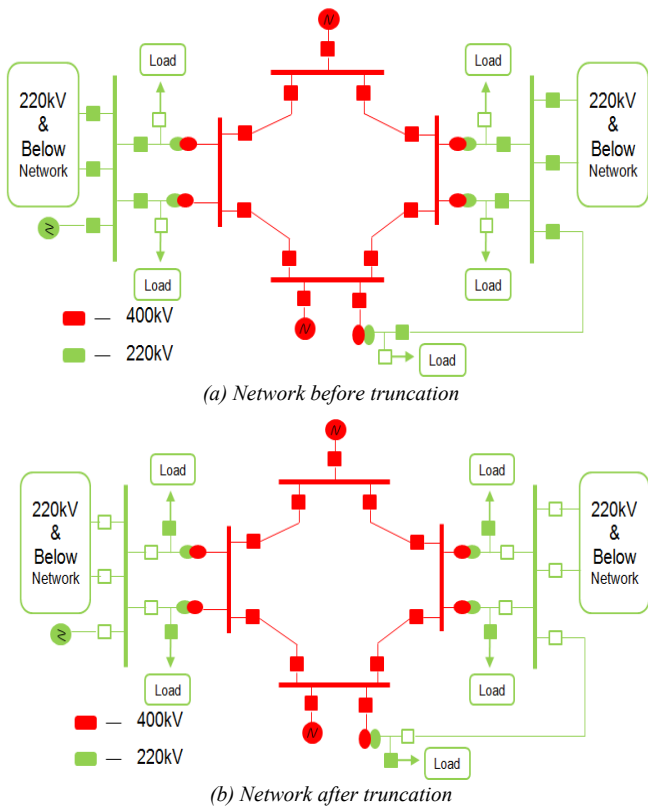 Load
Load
220kV
&
Below
Network
220kV
&
Below
Network
Load
Load
— 400kV
— 220kV
Load
(a) Network before truncation
Load
Load
220kV
&
Below
Network
220kV
&
Below
Network
Load
Load
— 400kV
— 220kV
Load
(b) Network after truncation